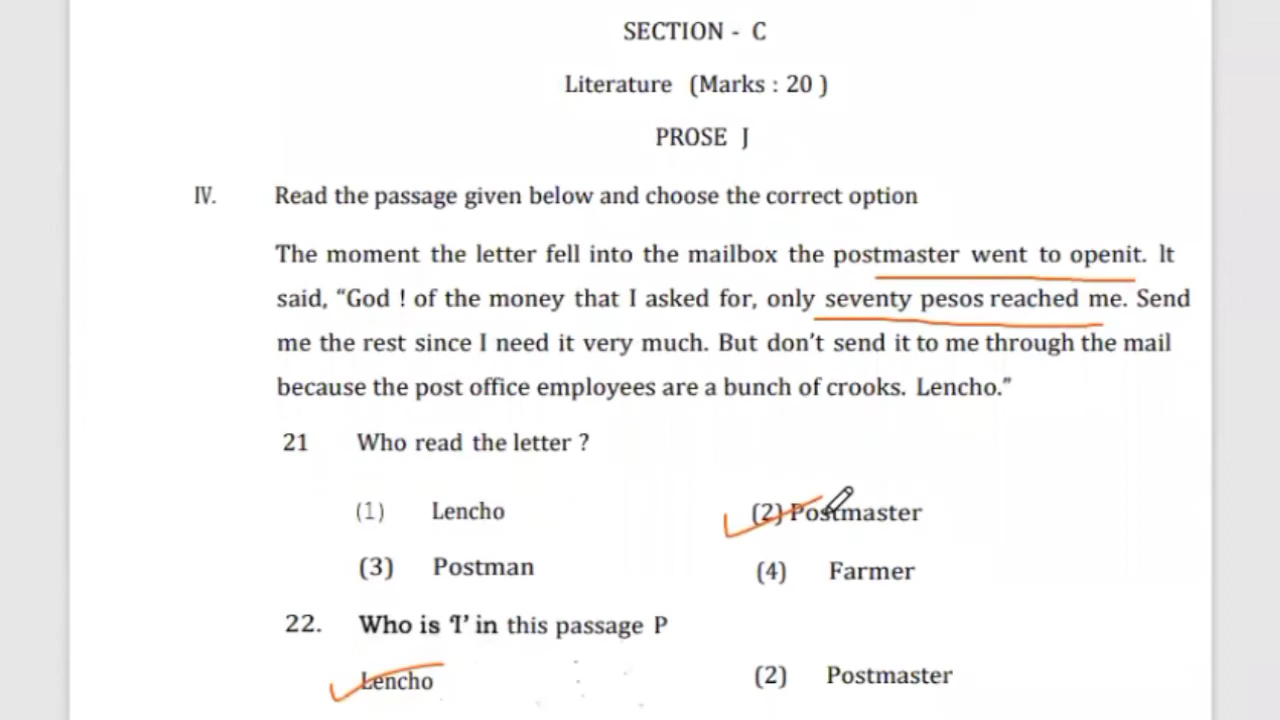 SECTION - C
Literature (Marks : 20 )
PROSE J
IV. Read the passage given below and choose the correct option
The moment the letter fell into the mailbox the postmaster went to openit. It
said, “God ! of the money that I asked for, only seventy pesos reached me. Send
me the rest since I need it very much. But don’t send it to me through the mail
because the post office employees are a bunch of crooks. Lencho.”
21 Who read the letter ?
(1) Lencho (2) Postmaster
(3) Postman (4) Farmer
22. Who is ‘I’ in this passage P
Lencho (2) Postmaster